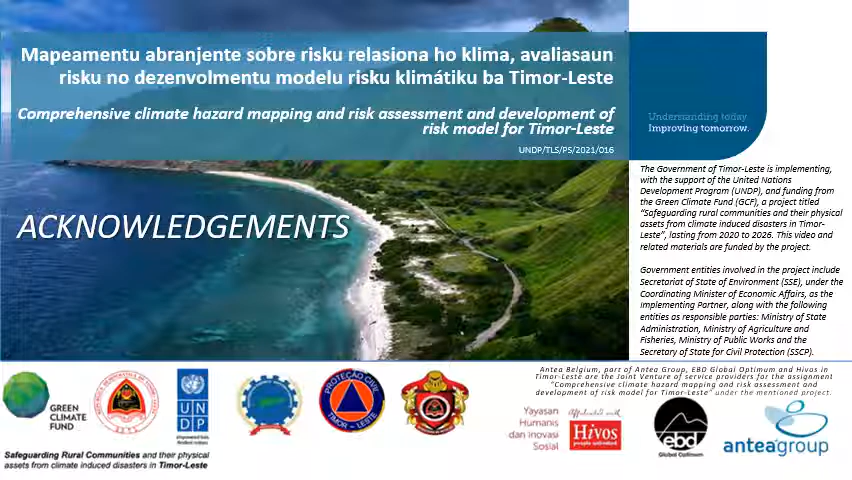 Mapeamentu abranjente sobre risku relasiona ho klima, avaliasaun
risku no dezenvolmentu modelu risku klimátiku ba Timor-Leste
Comprehensive climate hazard mapping and risk assessment and development of
risk model for Timor-Leste
UNDP/TLS/PS/2021/016
Understanding today.
Improving tomorrow.
ACKNOWLEDGEMENTS
The Government of Timor-Leste is implementing,
with the support of the United Nations
Development Program (UNDP), and funding from
the Green Climate Fund (GCF), a project titled
“Safeguarding rural communities and their physical
assets from climate induced disasters in Timor-
Leste”, lasting from 2020 to 2026. This video and
related materials are funded by the project.
Government entities involved in the project include
Secretariat of State of Environment (SSE), under the
Coordinating Minister of Economic Affairs, as the
Implementing Partner, along with the following
entities as responsible parties: Ministry of State
Administration, Ministry of Agriculture and
Fisheries, Ministry of Public Works and the
Secretary of State for Civil Protection (SSCP).
Antea Belgium, part of Antea Group, EBD Global Optimum and Hivos in
Timor-Leste are the Joint Venture of service providers for the assignment
“Comprehensive climate hazard mapping and risk assessment and
development of risk model for Timor-Leste” under the mentioned project.
GREEN
CLIMATE
FUND
U N
D P
PROTEÇÃO CIVIL
TIMOR - LESTE
Yayasan
Humanis
dan Inovasi
Sosial
Affiliated with
Hivos
people unlimited
ebd
Global Optimum
anteagroup
Safeguarding Rural Communities and their physical
assets from climate induced disasters in Timor-Leste